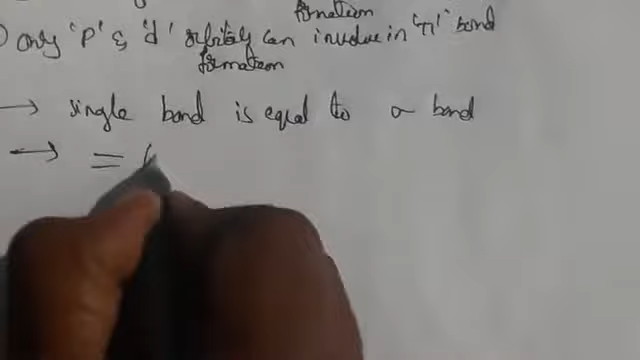 formation
) only 'p' & 'd' orbitals can involve in 'π' bond
formation
→ single bond is equal to σ bond
→ = (